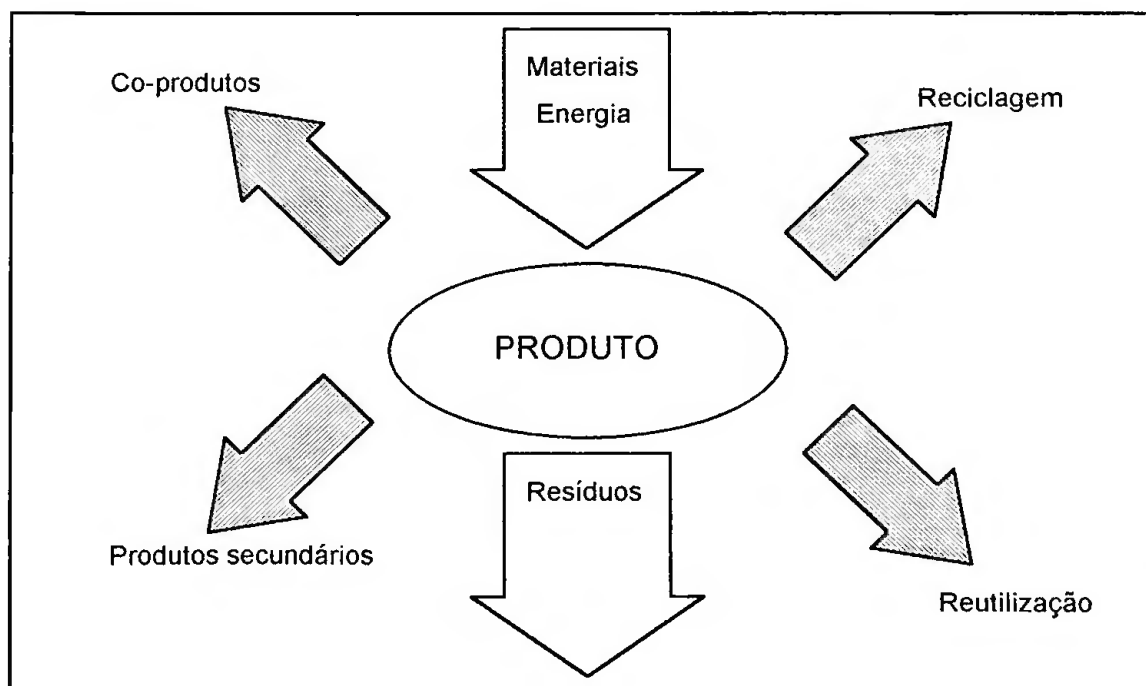 Materiais
Energia
Co-produtos
Reciclagem
PRODUTO
Resíduos
Produtos secundários
Reutilização